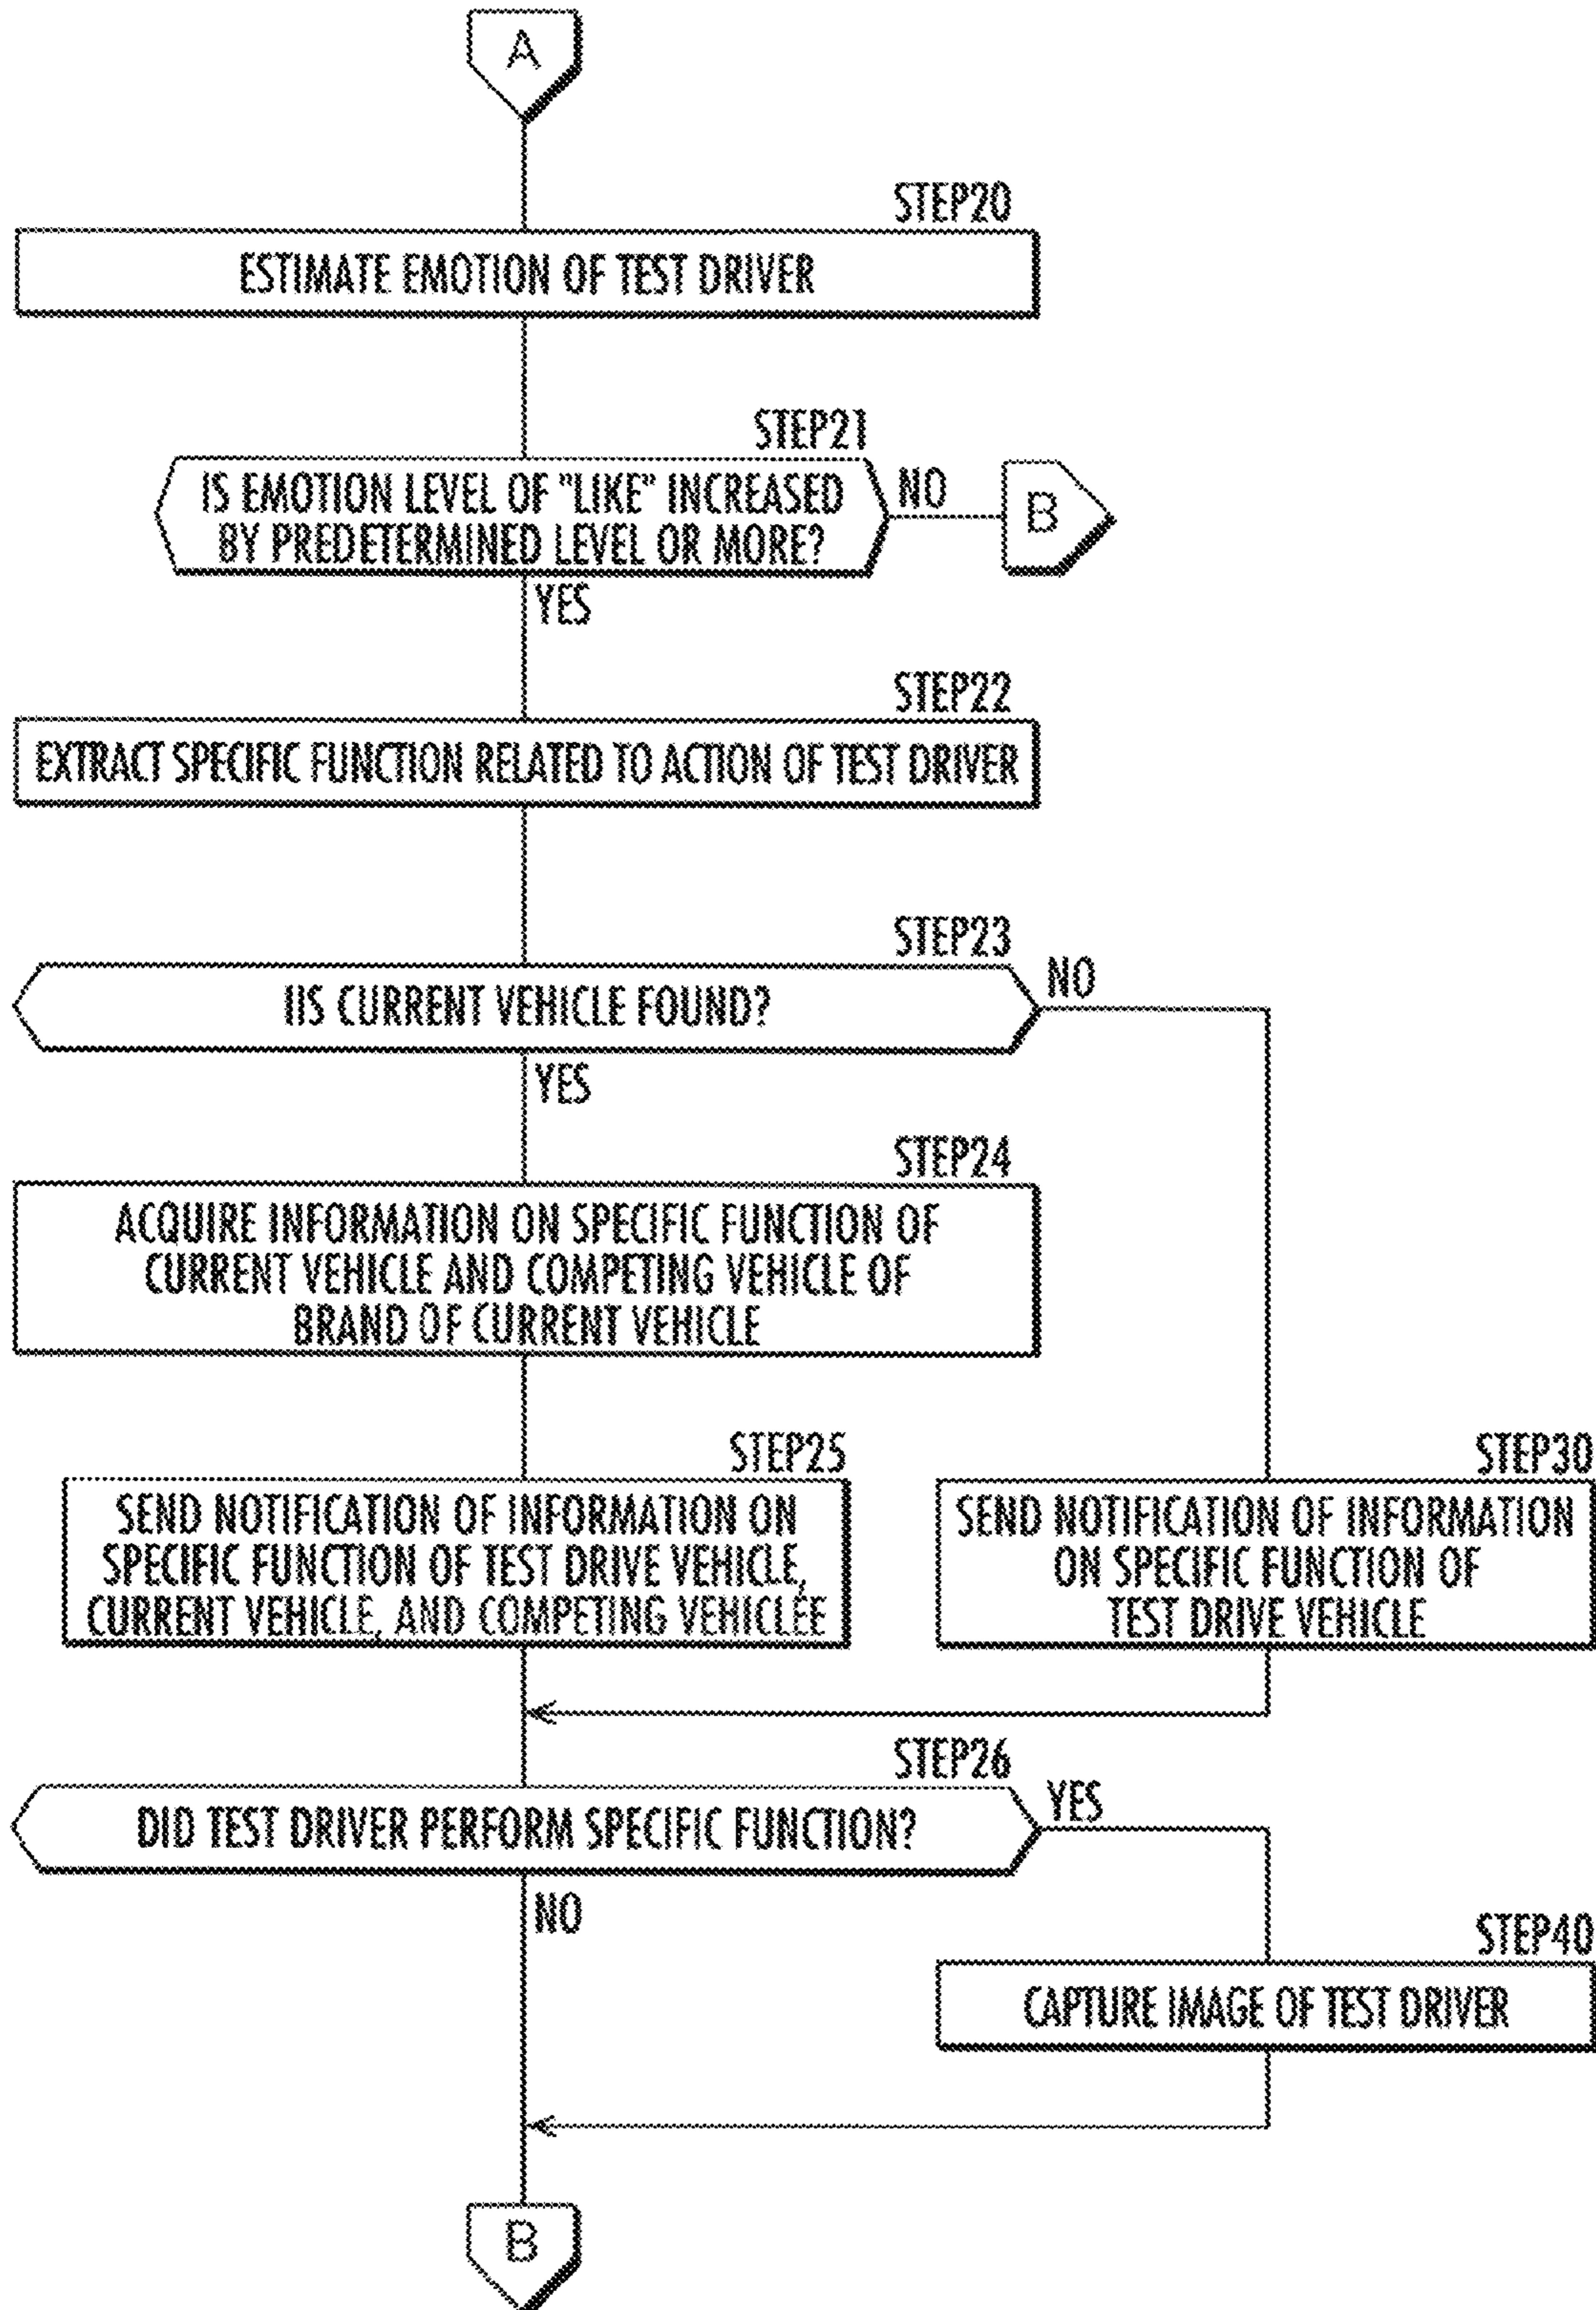 A
STEP20
ESTIMATE EMOTION OF TEST DRIVER
STEP21
IS EMOTION LEVEL OF "LIKE" INCREASED
BY PREDETERMINED LEVEL OR MORE?
NO
B
YES
STEP22
EXTRACT SPECIFIC FUNCTION RELATED TO ACTION OF TEST DRIVER
STEP23
IIS CURRENT VEHICLE FOUND?
NO
YES
STEP24
ACQUIRE INFORMATION ON SPECIFIC FUNCTION OF
CURRENT VEHICLE AND COMPETING VEHICLE OF
BRAND OF CURRENT VEHICLE
STEP25
SEND NOTIFICATION OF INFORMATION ON
SPECIFIC FUNCTION OF TEST DRIVE VEHICLE,
CURRENT VEHICLE, AND COMPETING VEHICLEE
STEP30
SEND NOTIFICATION OF INFORMATION
ON SPECIFIC FUNCTION OF
TEST DRIVE VEHICLE
STEP26
DID TEST DRIVER PERFORM SPECIFIC FUNCTION?
YES
NO
STEP40
CAPTURE IMAGE OF TEST DRIVER
B